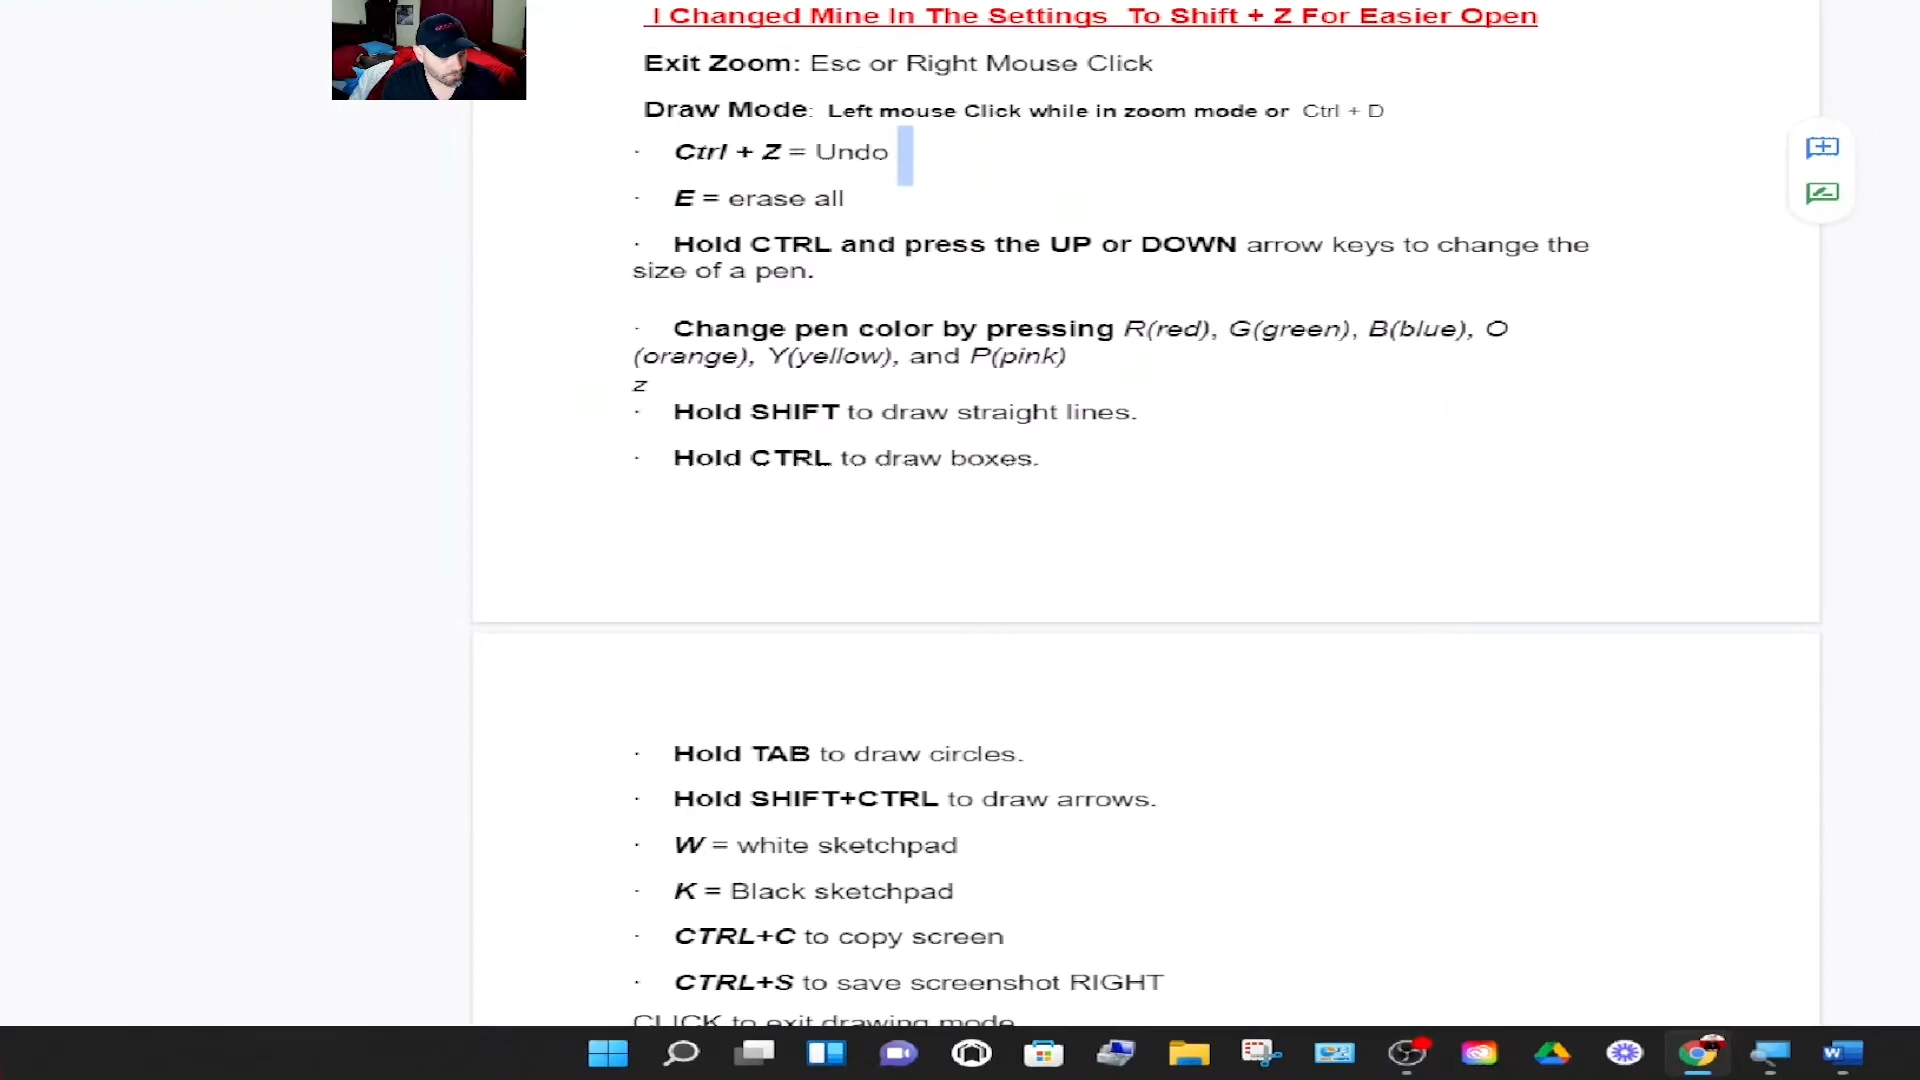 I Changed Mine In The Settings To Shift + Z For Easier Open
Exit Zoom: Esc or Right Mouse Click
Draw Mode: Left mouse Click while in zoom mode or Ctrl + D
· Ctrl + Z = Undo
· E = erase all
· Hold CTRL and press the UP or DOWN arrow keys to change the
size of a pen.
· Change pen color by pressing R(red), G(green), B(blue), O
(orange), Y(yellow), and P(pink)
z
· Hold SHIFT to draw straight lines.
· Hold CTRL to draw boxes.
· Hold TAB to draw circles.
· Hold SHIFT+CTRL to draw arrows.
· W = white sketchpad
· K = Black sketchpad
· CTRL+C to copy screen
· CTRL+S to save screenshot RIGHT
CLICK to exit drawing mode